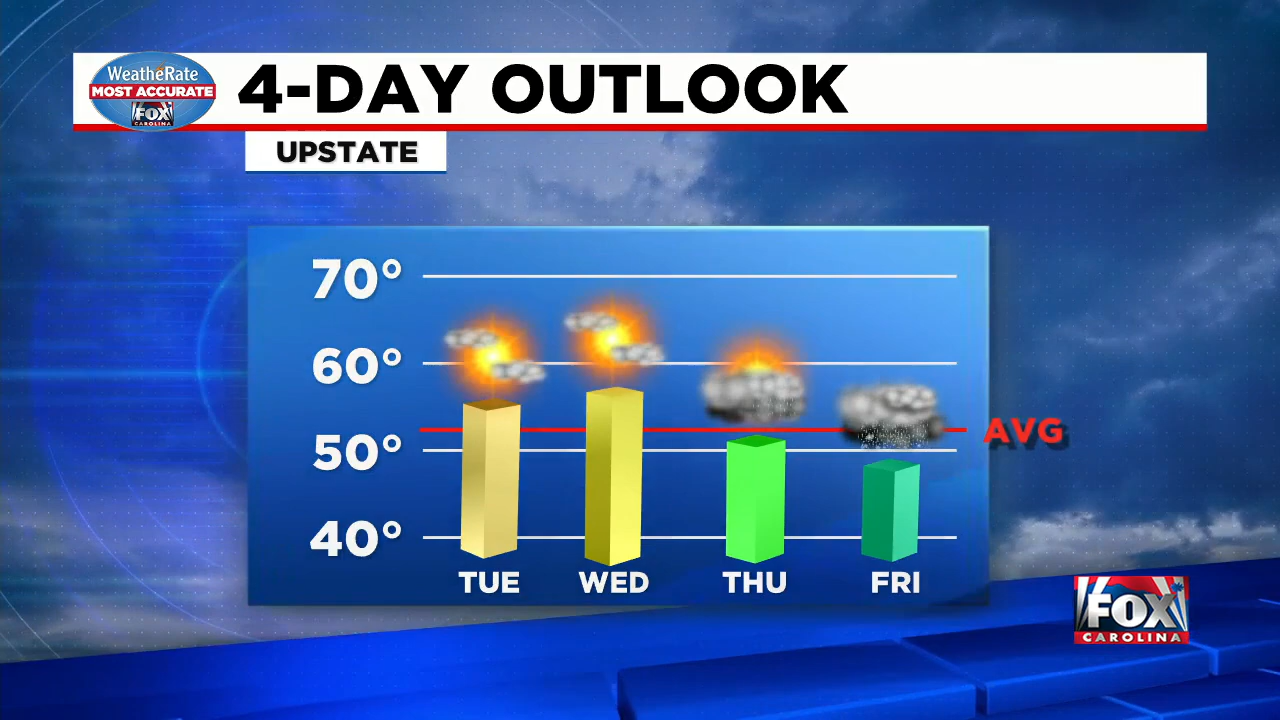 WeatheRate
MOST ACCURATE
FOX
CAROLINA
4-DAY OUTLOOK
UPSTATE
70°
60°
50°
40°
AVG
TUE WED THU FRI
FOX
CAROLINA